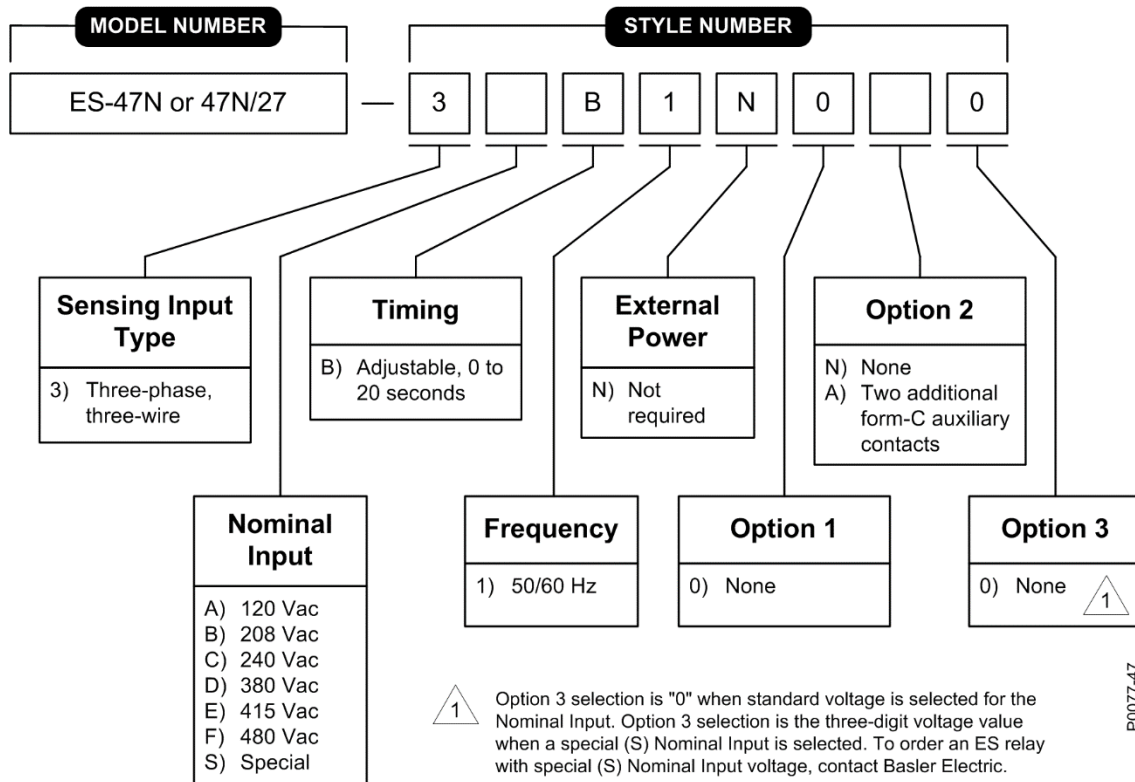 MODEL NUMBER
STYLE NUMBER
ES-47N or 47N/27 — 3 B 1 N 0 0
Sensing Input
Type
3) Three-phase,
three-wire
Timing
B) Adjustable, 0 to
20 seconds
External
Power
N) Not
required
Option 2
N) None
A) Two additional
form-C auxiliary
contacts
Nominal
Input
A) 120 Vac
B) 208 Vac
C) 240 Vac
D) 380 Vac
E) 415 Vac
F) 480 Vac
S) Special
Frequency
1) 50/60 Hz
Option 1
0) None
Option 3
0) None 1
1 Option 3 selection is "0" when standard voltage is selected for the
Nominal Input. Option 3 selection is the three-digit voltage value
when a special (S) Nominal Input is selected. To order an ES relay
with special (S) Nominal Input voltage, contact Basler Electric.
P0077-47